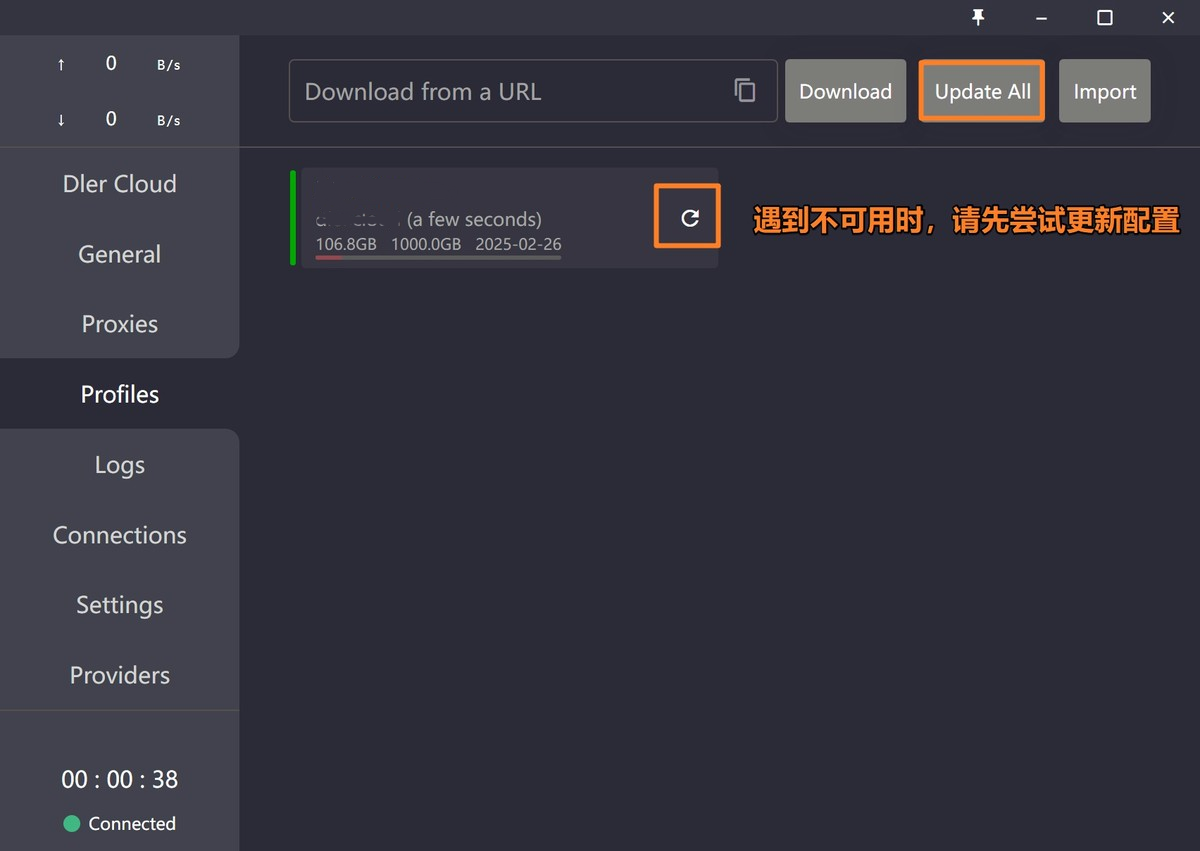 ↑ 0 B/s
↓ 0 B/s
Download from a URL
Download
Update All
Import
Dler Cloud
General
Proxies
Profiles
Logs
Connections
Settings
Providers
(a few seconds)
106.8GB 1000.0GB 2025-02-26
遇到不可用时，请先尝试更新配置
00 : 00 : 38
Connected